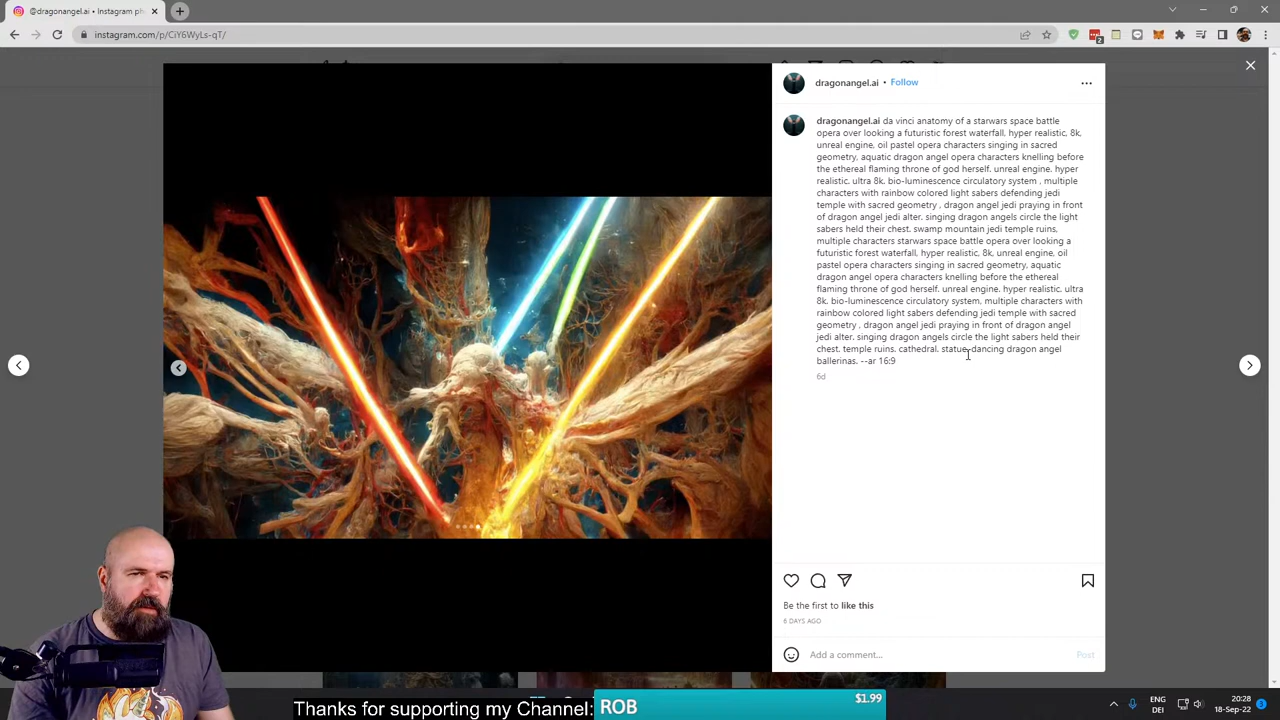 @dragonangel.ai • Instagram ph
instagram.com/p/CiY6WyLs-qT/
2
dragonangel.ai • Follow
dragonangel.ai da vinci anatomy of a starwars space battle
opera over looking a futuristic forest waterfall, hyper realistic, 8k,
unreal engine, oil pastel opera characters singing in sacred
geometry, aquatic dragon angel opera characters knelling before
the ethereal flaming throne of god herself. unreal engine. hyper
realistic. ultra 8k. bio-luminescence circulatory system , multiple
characters with rainbow colored light sabers defending jedi
temple with sacred geometry , dragon angel jedi praying in front
of dragon angel jedi alter. singing dragon angels circle the light
sabers held their chest. swamp mountain jedi temple ruins,
multiple characters starwars space battle opera over looking a
futuristic forest waterfall, hyper realistic, 8k, unreal engine, oil
pastel opera characters singing in sacred geometry, aquatic
dragon angel opera characters knelling before the ethereal
flaming throne of god herself. unreal engine. hyper realistic. ultra
8k. bio-luminescence circulatory system, multiple characters with
rainbow colored light sabers defending jedi temple with sacred
geometry , dragon angel jedi praying in front of dragon angel
jedi alter. singing dragon angels circle the light sabers held their
chest. temple ruins. cathedral. statue dancing dragon angel
ballerinas. --ar 16:9
6d
Be the first to like this
6 DAYS AGO
Add a comment...
Post
Thanks for supporting my Channel:
ROB
$1.99
ENG
DEI
20:28
18-Sep-22
3